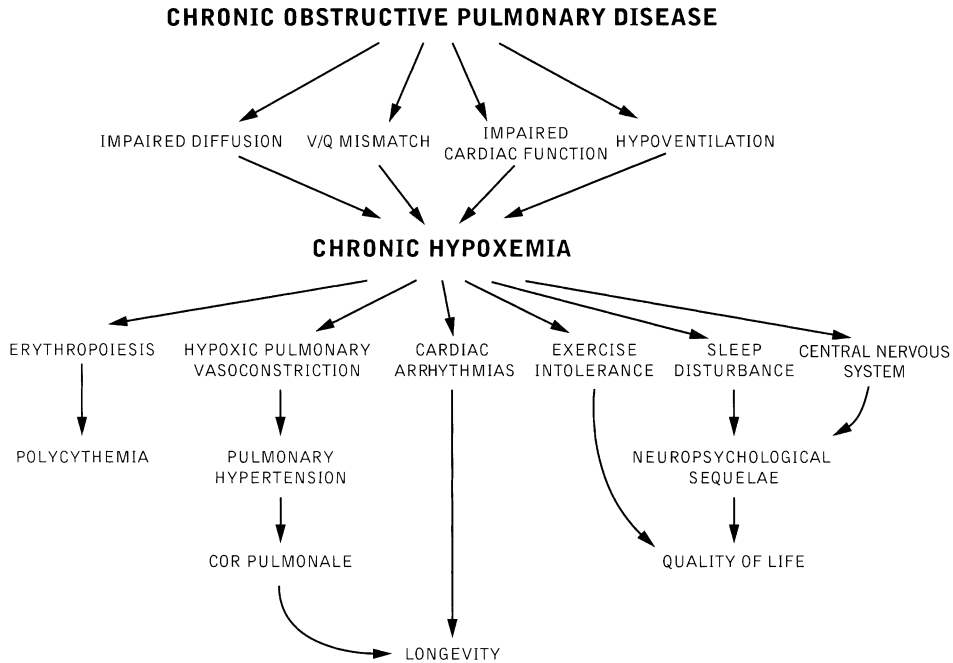 CHRONIC OBSTRUCTIVE PULMONARY DISEASE
IMPAIRED DIFFUSION
V/Q MISMATCH
IMPAIRED
CARDIAC FUNCTION
HYPOVENTILATION
CHRONIC HYPOXEMIA
ERYTHROPOIESIS
HYPOXIC PULMONARY
VASOCONSTRICTION
CARDIAC
ARRHYTHMIAS
EXERCISE
INTOLERANCE
SLEEP
DISTURBANCE
CENTRAL NERVOUS
SYSTEM
POLYCYTHEMIA
PULMONARY
HYPERTENSION
NEUROPSYCHOLOGICAL
SEQUELAE
COR PULMONALE
QUALITY OF LIFE
LONGEVITY